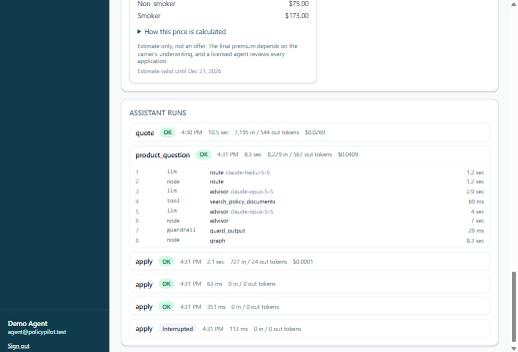 Non smoker $75.00
Smoker $173.00
▶ How this price is calculated
Estimate only, not an offer. The final premium depends on the
carrier's underwriting, and a licensed agent reviews every
application.
Estimate valid until Dec 21, 2026
ASSISTANT RUNS
quote OK 4:30 PM 10.5 sec 7,195 in / 544 out tokens $0.0269
product_question OK 4:31 PM 8.3 sec 8,229 in / 567 out tokens $0.0409
1 llm route claude-haiku-5-5 1.2 sec
2 node route 1.2 sec
3 llm advisor claude-opus-5-5 2.9 sec
4 tool search_policy_documents 69 ms
5 llm advisor claude-opus-5-5 4 sec
6 node advisor 7 sec
7 guardrail guard_output 29 ms
8 node graph 8.3 sec
apply OK 4:31 PM 2.1 sec 727 in / 24 out tokens $0.0001
apply OK 4:31 PM 63 ms 0 in / 0 out tokens
apply OK 4:31 PM 351 ms 0 in / 0 out tokens
apply Interrupted 4:31 PM 113 ms 0 in / 0 out tokens
Demo Agent
agent@policypilot.test
Sign out